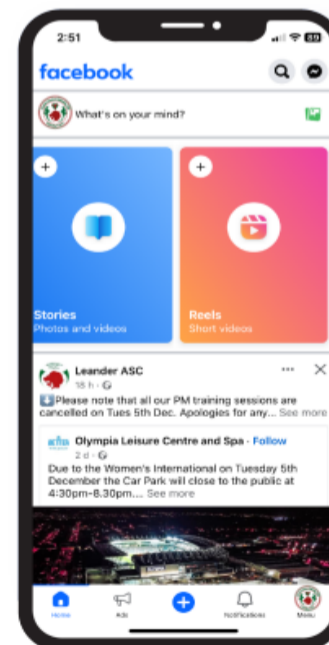 2:51
89
facebook
What's on your mind?
Stories
Photos and videos
Reels
Short videos
Leander ASC
18 h ·
⬇️Please note that all our PM training sessions are
cancelled on Tues 5th Dec. Apologies for any... See more
Olympia Leisure Centre and Spa · Follow
2 d ·
Due to the Women's International on Tuesday 5th
December the Car Park will close to the public at
4:30pm-8.30pm.... See more
Home
Ads
Notifications
Menu